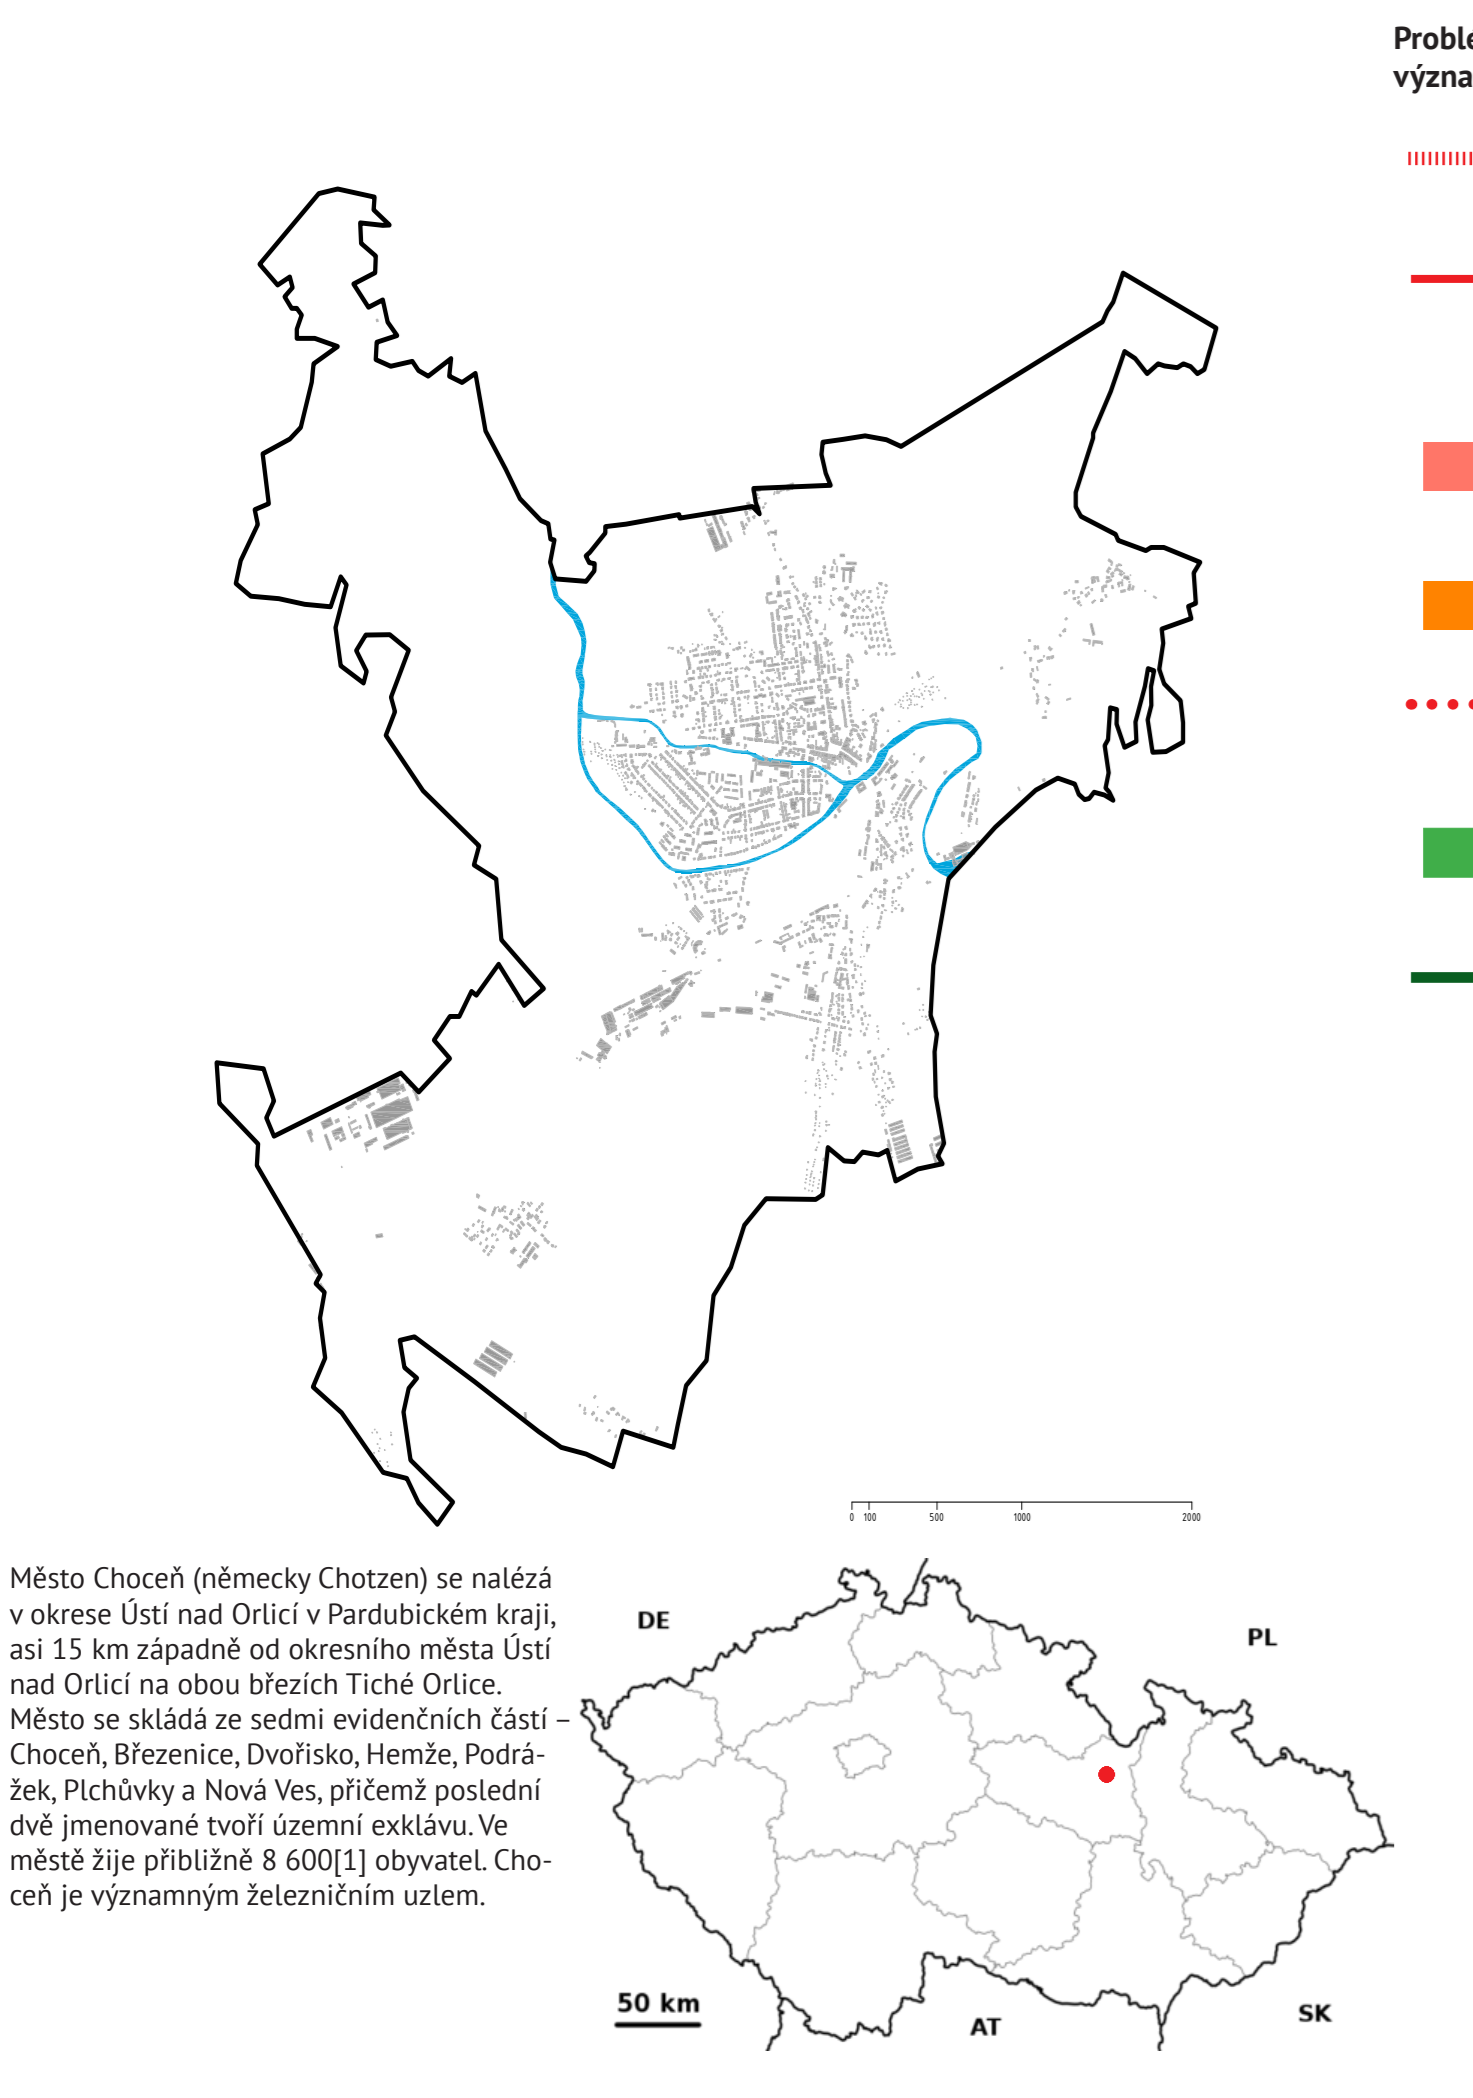 Proble
význa
0 100 500 1000 2000
Město Choceň (německy Chotzen) se nalézá
v okrese Ústí nad Orlicí v Pardubickém kraji,
asi 15 km západně od okresního města Ústí
nad Orlicí na obou březích Tiché Orlice.
Město se skládá ze sedmi evidenčních částí –
Choceň, Březenice, Dvořisko, Hemže, Podrá-
žek, Plchůvky a Nová Ves, přičemž poslední
dvě jmenované tvoří územní exklávu. Ve
městě žije přibližně 8 600[1] obyvatel. Cho-
ceň je významným železničním uzlem.
DE
PL
50 km
AT
SK